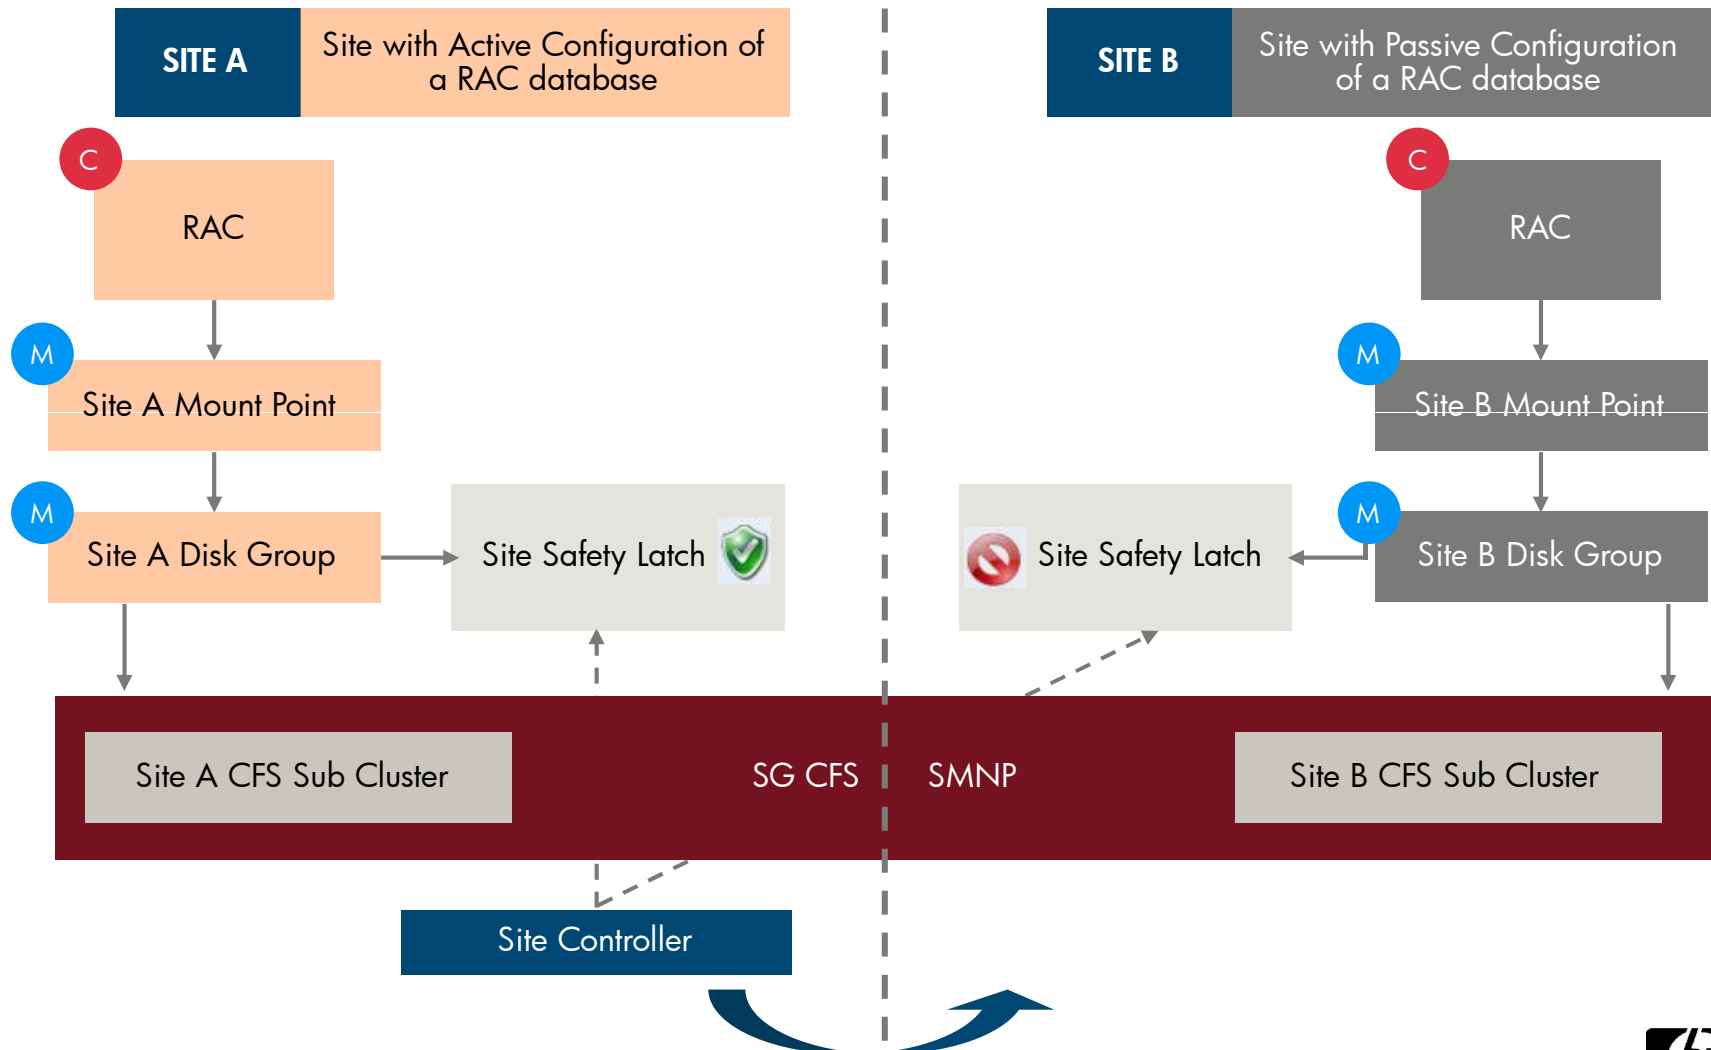 SITE A
Site with Active Configuration of
a RAC database
SITE B
Site with Passive Configuration
of a RAC database
C
RAC
C
RAC
M
Site A Mount Point
M
Site B Mount Point
M
Site A Disk Group
Site Safety Latch
Site Safety Latch
M
Site B Disk Group
Site A CFS Sub Cluster
SG CFS
SMNP
Site B CFS Sub Cluster
Site Controller